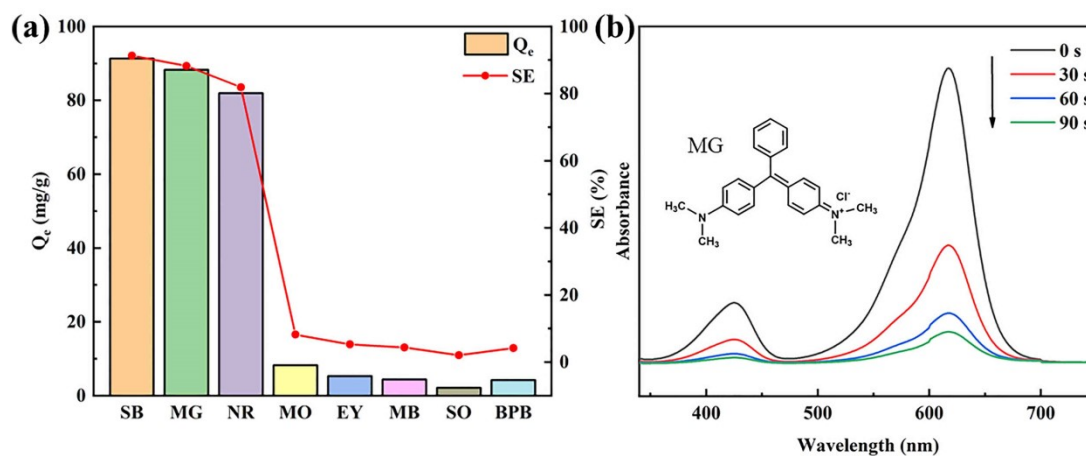 (a)
100
80
60
40
20
0
Qₑ (mg/g)
Qₑ
SE
100
80
60
40
20
0
SE (%)
SB MG NR MO EY MB SO BPB
(b)
0 s
30 s
60 s
90 s
MG
Cl⁻
H₃C
N
CH₃
N⁺
CH₃
CH₃
Absorbance
400 500 600 700
Wavelength (nm)